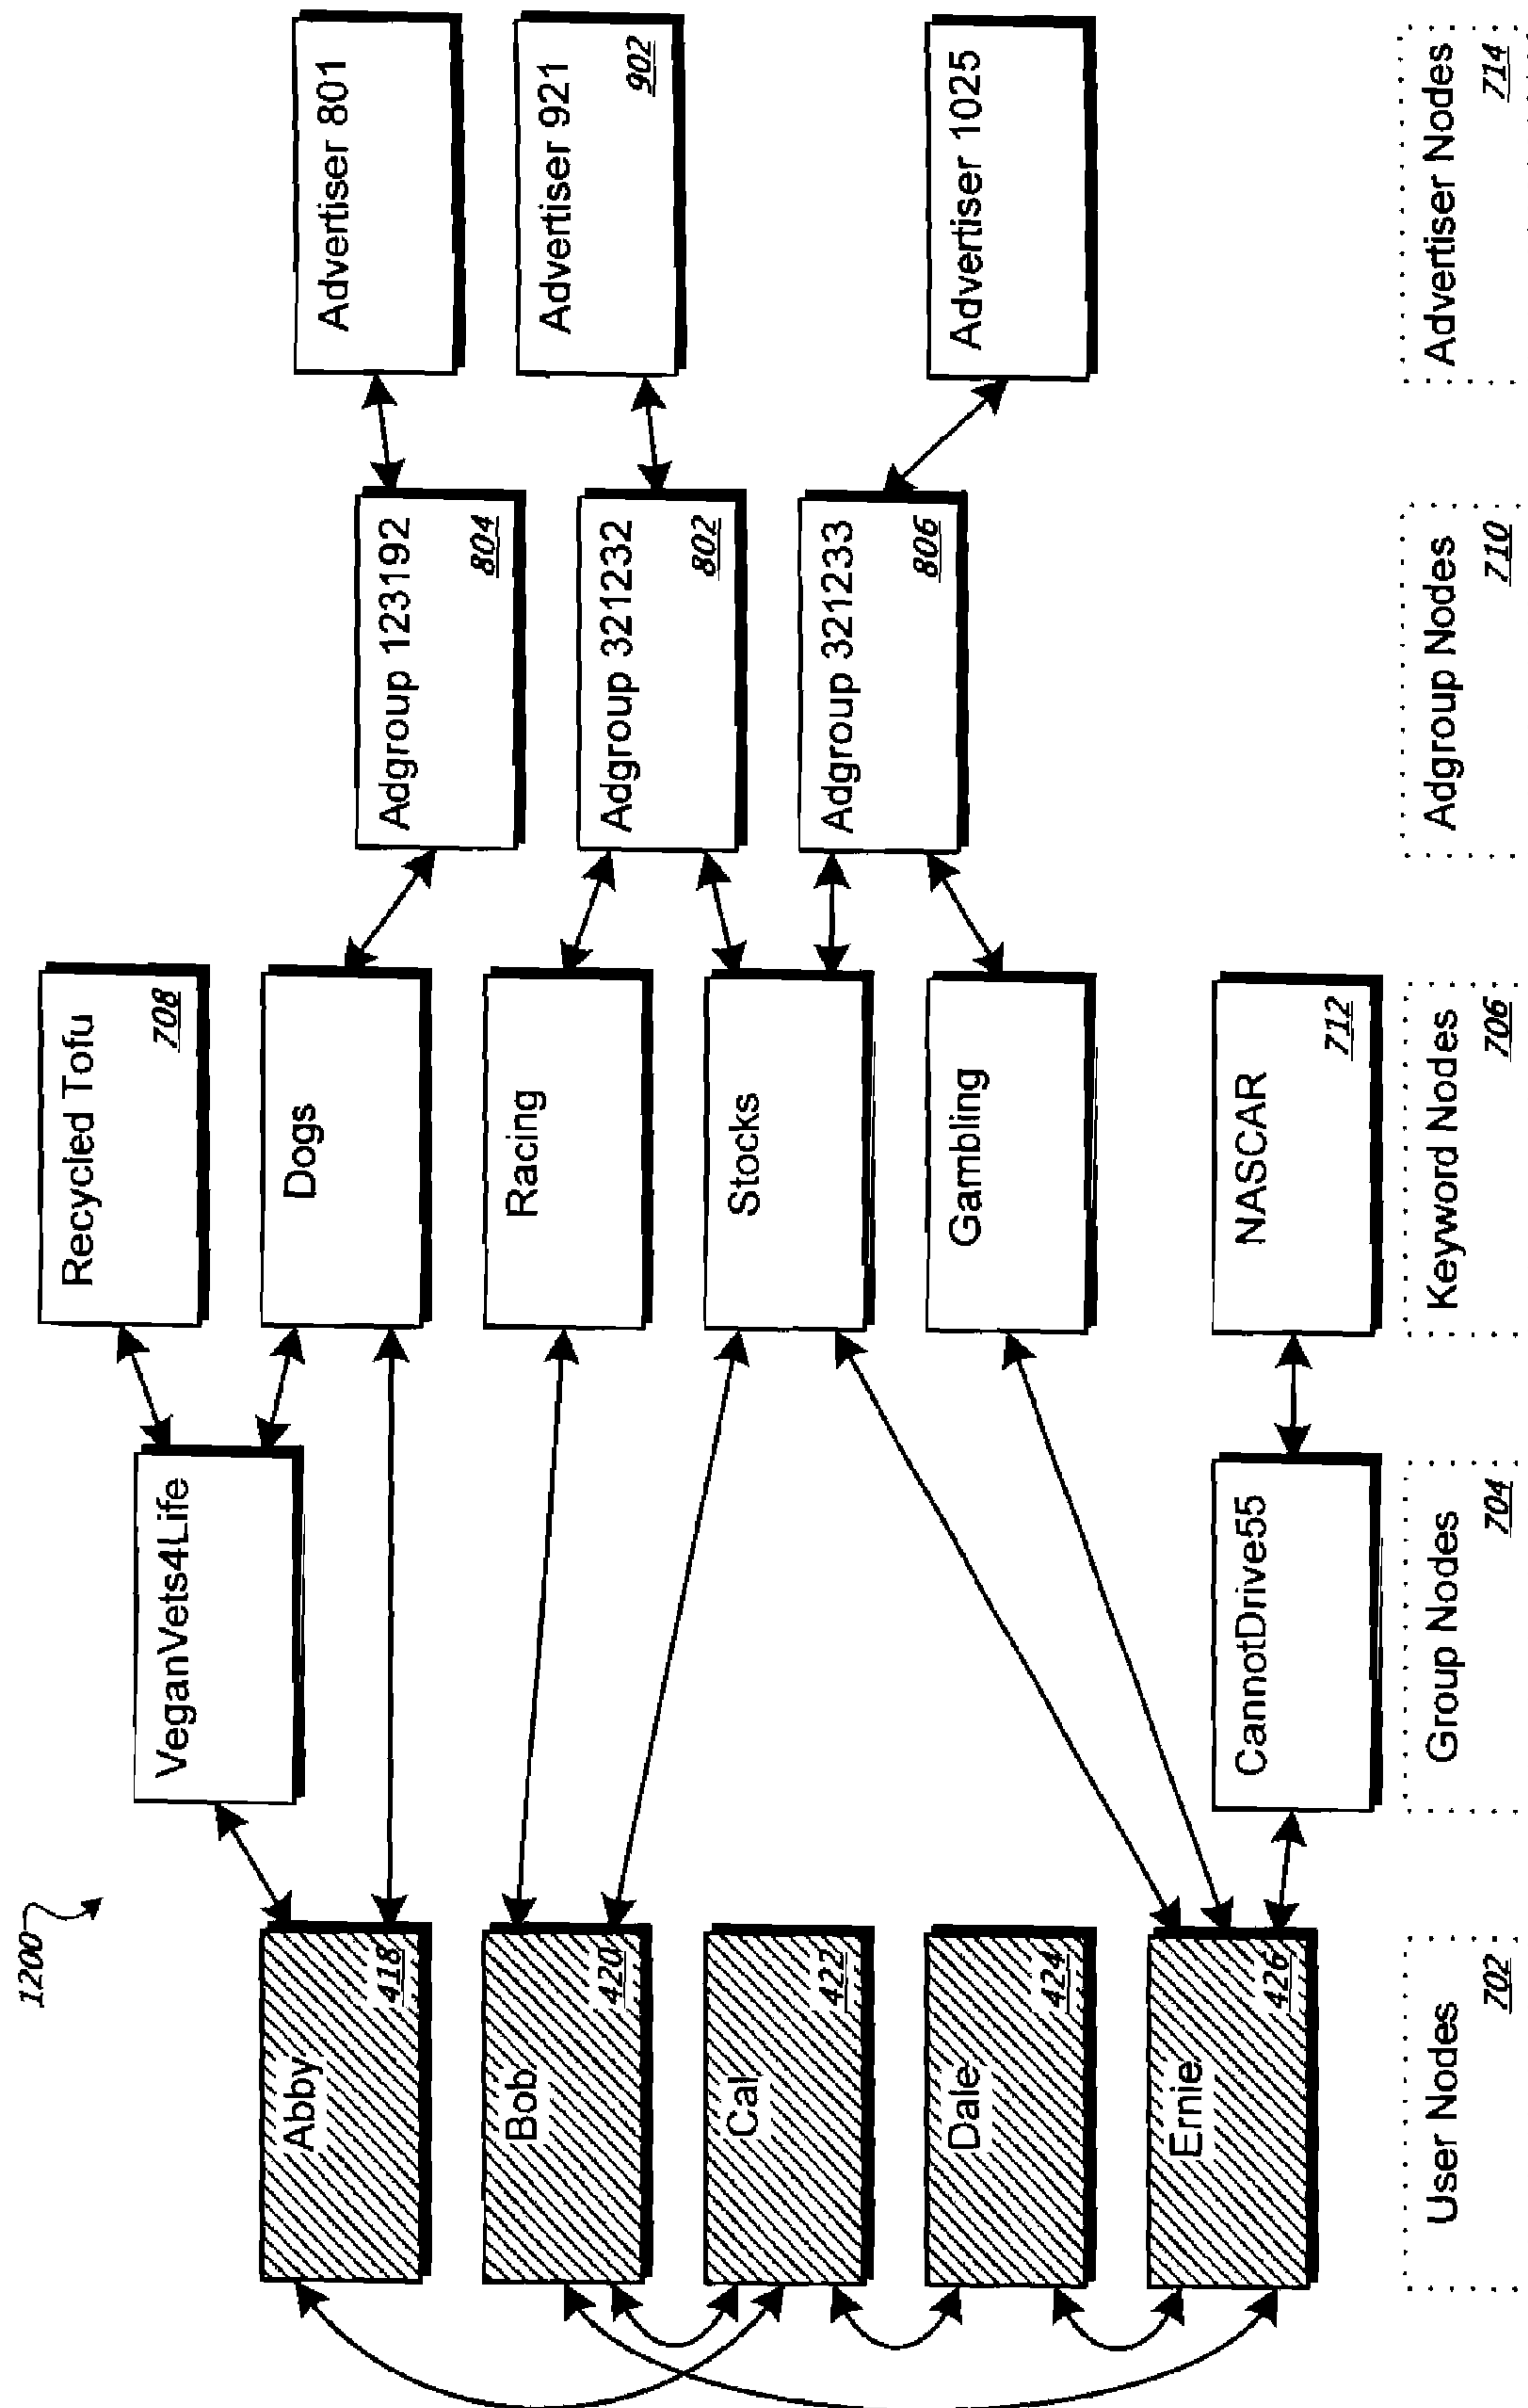 1200
Abby
418
Bob
420
Cal
422
Dale
424
Ernie
426
User Nodes
702
VeganVets4Life
CannotDrive55
Group Nodes
704
Recycled Tofu
708
Dogs
Racing
Stocks
Gambling
NASCAR
712
Keyword Nodes
706
Adgroup 123192
804
Adgroup 321232
802
Adgroup 321233
806
Adgroup Nodes
710
Advertiser 801
Advertiser 921
902
Advertiser 1025
Advertiser Nodes
714